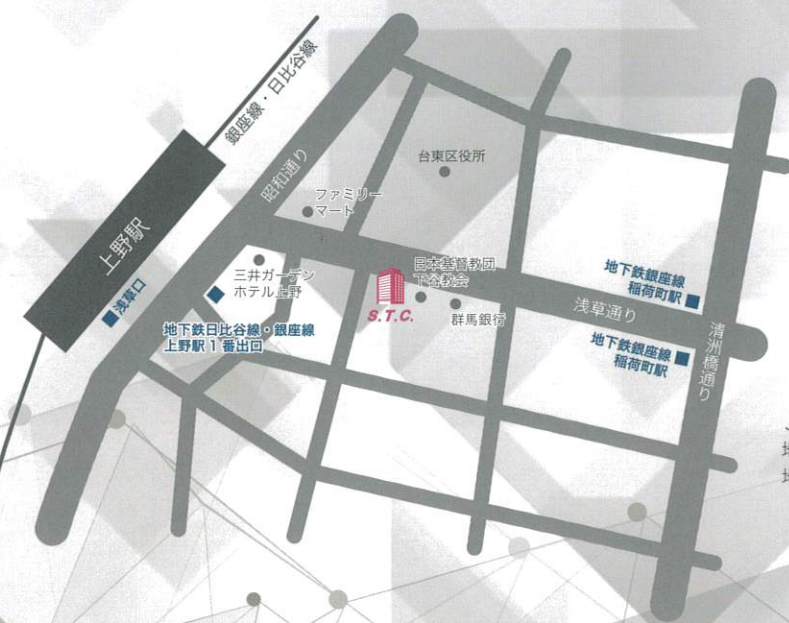 銀座線・日比谷線
昭和通り
台東区役所
ファミリー
マート
上野駅
浅草口
三井ガーデン
ホテル上野
地下鉄日比谷線・銀座線
上野駅1番出口
S.T.C.
日本基督教団
下谷教会
群馬銀行
浅草通り
地下鉄銀座線
稲荷町駅
地下鉄銀座線
稲荷町駅
清洲橋通り